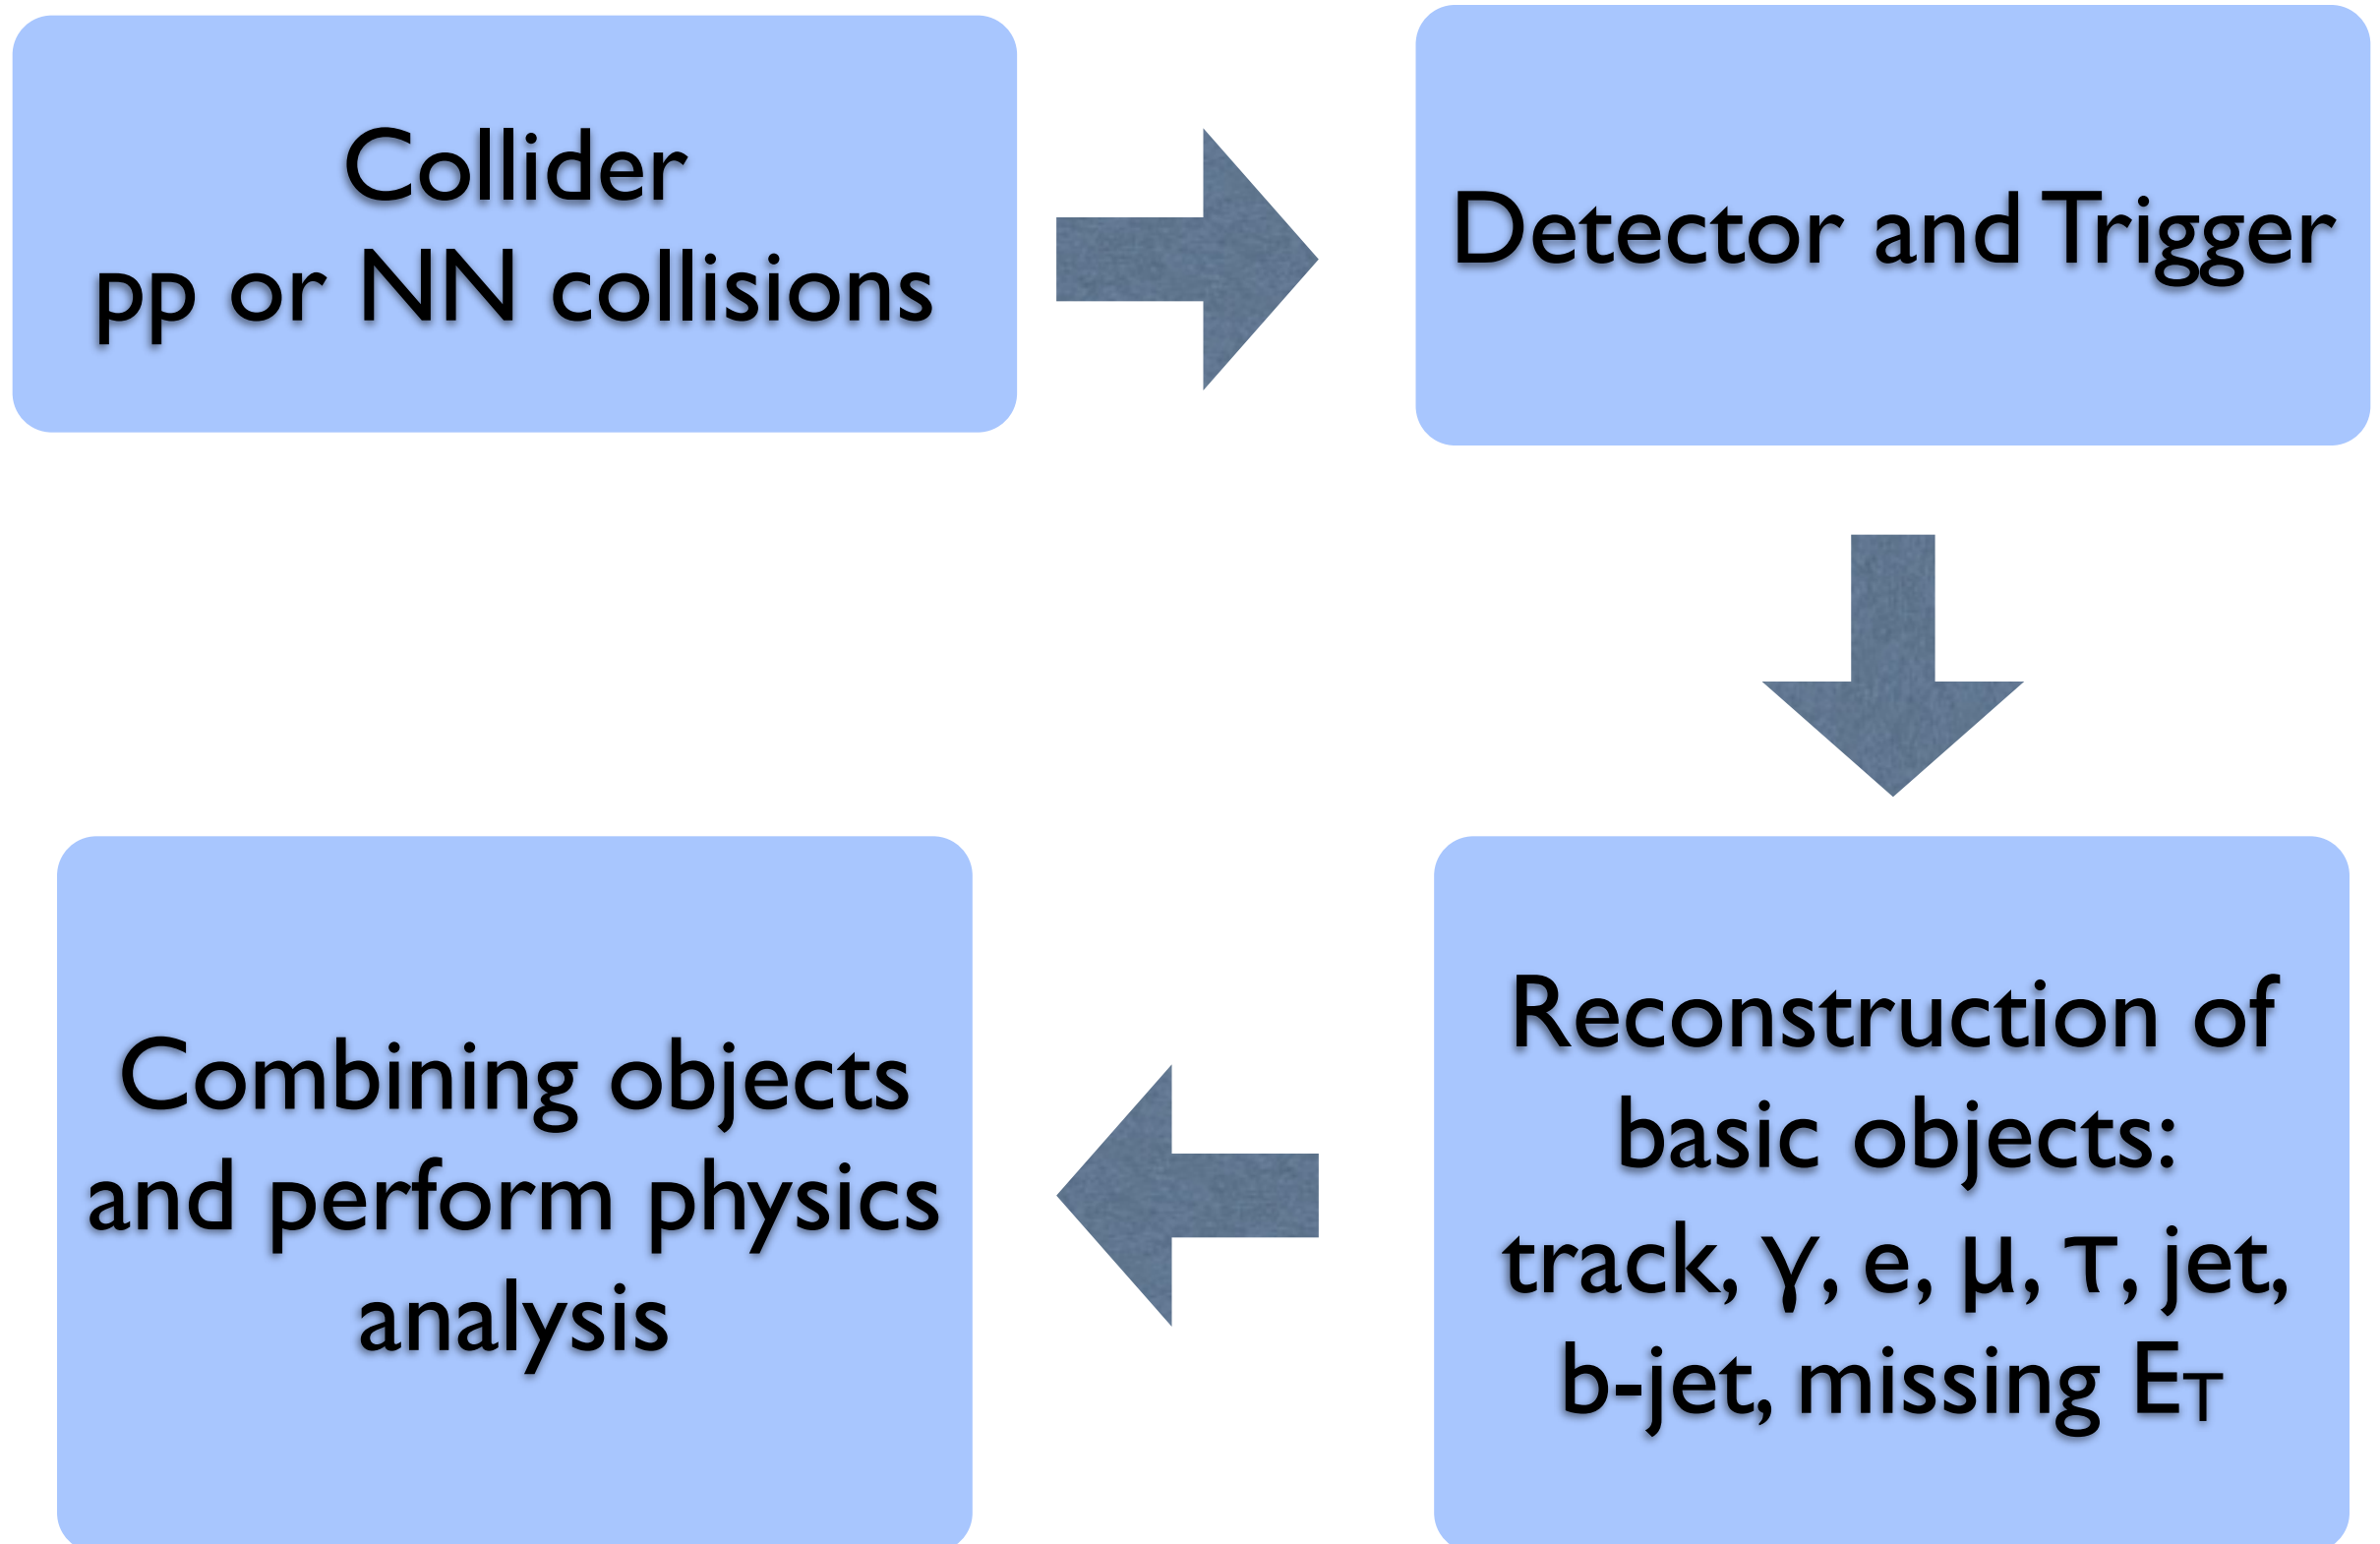 Collider
pp or NN collisions
Detector and Trigger
Reconstruction of
basic objects:
track, γ, e, μ, τ, jet,
b-jet, missing E_T
Combining objects
and perform physics
analysis